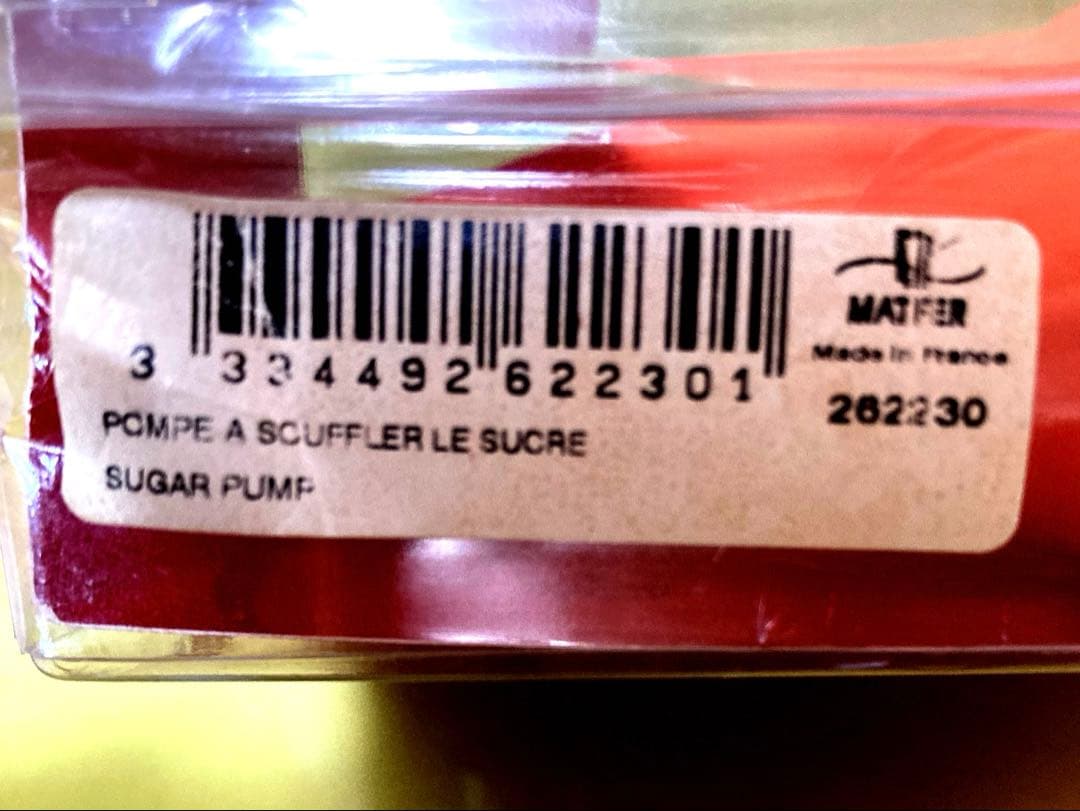 3 334492 622301
MATFER
Made in France
262230
POMPE A SOUFFLER LE SUCRE
SUGAR PUMP